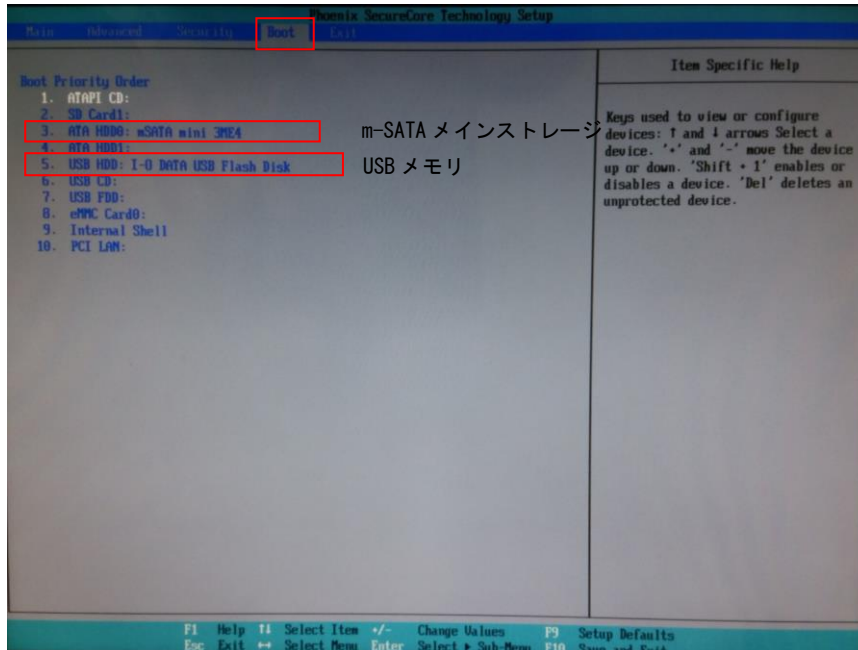 Phoenix SecureCore Technology Setup
Main Advanced Security Boot Exit
Item Specific Help
Boot Priority Order
1. ATAPI CD:
2. SD Card1:
3. ATA HDD0: mSATA mini 3ME4
m-SATA メインストレージ
4. ATA HDD1:
5. USB HDD: I-O DATA USB Flash Disk
USB メモリ
6. USB CD:
7. USB FDD:
8. eMMC Card0:
9. Internal Shell
10. PCI LAN:
Keys used to view or configure
devices: ↑ and ↓ arrows Select a
device. '+' and '-' move the device
up or down. 'Shift + 1' enables or
disables a device. 'Del' deletes an
unprotected device.
F1 Help ↑↓ Select Item +/- Change Values F9 Setup Defaults
Esc Exit ↔ Select Menu Enter Select ▶ Sub-Menu F10 Save and Exit